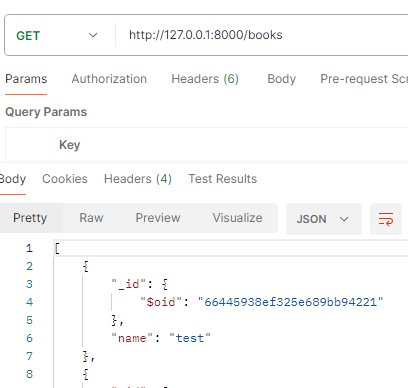 GET http://127.0.0.1:8000/books
Params Authorization Headers (6) Body Pre-request Scr
Query Params
Key
Body Cookies Headers (4) Test Results
Pretty Raw Preview Visualize JSON
1 [
2 {
3 "_id": {
4 "$oid": "66445938ef325e689bb94221"
5 },
6 "name": "test"
7 },
8 {